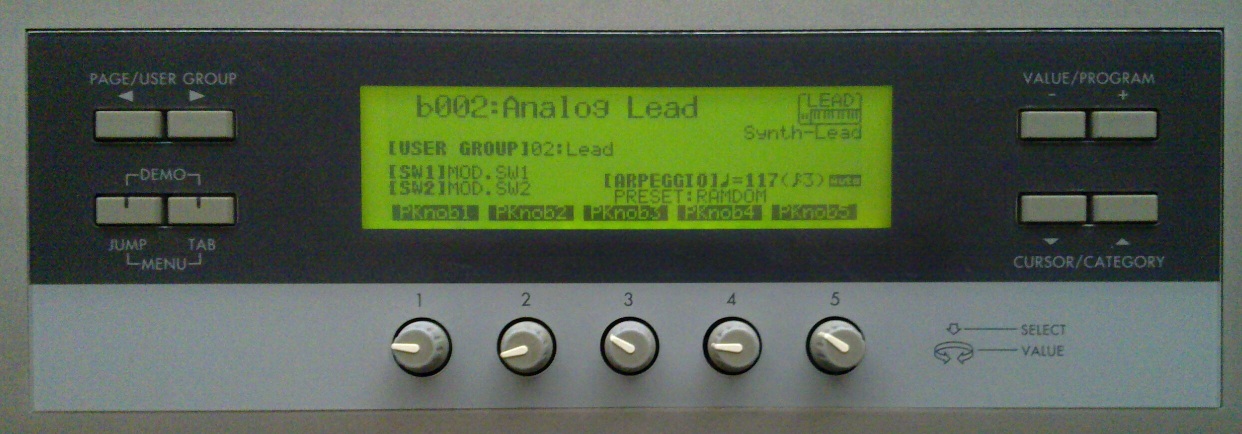 PAGE/USER GROUP
DEMO
JUMP TAB
MENU
b002:Analog Lead
LEAD
Synth-Lead
[USER GROUP]02:Lead
[SW1]MOD.SW1
[SW2]MOD.SW2
[ARPEGGIO]♩=117(♪3) AUTO
PRESET:RAMDOM
PKnob1 PKnob2 PKnob3 PKnob4 PKnob5
VALUE/PROGRAM
- +
CURSOR/CATEGORY
1 2 3 4 5
SELECT
VALUE